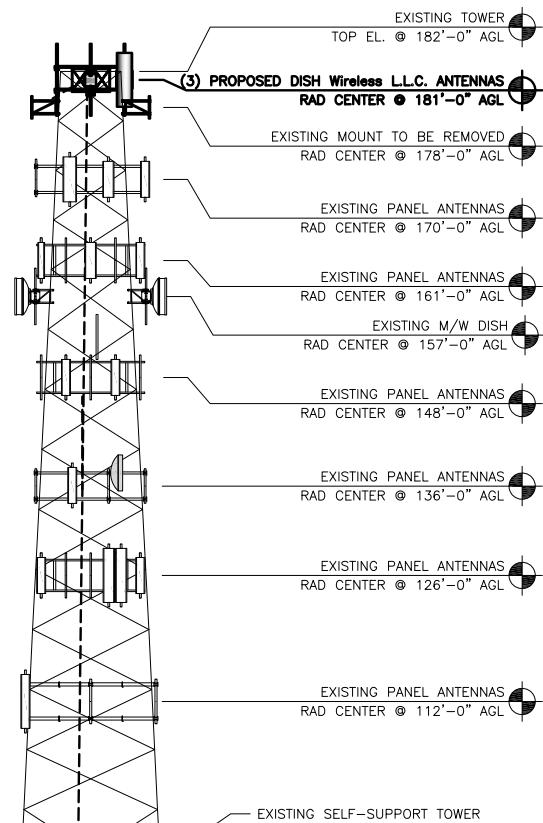 EXISTING TOWER
TOP EL. @ 182'-0" AGL
(3) PROPOSED DISH Wireless L.L.C. ANTENNAS
RAD CENTER @ 181'-0" AGL
EXISTING MOUNT TO BE REMOVED
RAD CENTER @ 178'-0" AGL
EXISTING PANEL ANTENNAS
RAD CENTER @ 170'-0" AGL
EXISTING PANEL ANTENNAS
RAD CENTER @ 161'-0" AGL
EXISTING M/W DISH
RAD CENTER @ 157'-0" AGL
EXISTING PANEL ANTENNAS
RAD CENTER @ 148'-0" AGL
EXISTING PANEL ANTENNAS
RAD CENTER @ 136'-0" AGL
EXISTING PANEL ANTENNAS
RAD CENTER @ 126'-0" AGL
EXISTING PANEL ANTENNAS
RAD CENTER @ 112'-0" AGL
EXISTING SELF-SUPPORT TOWER